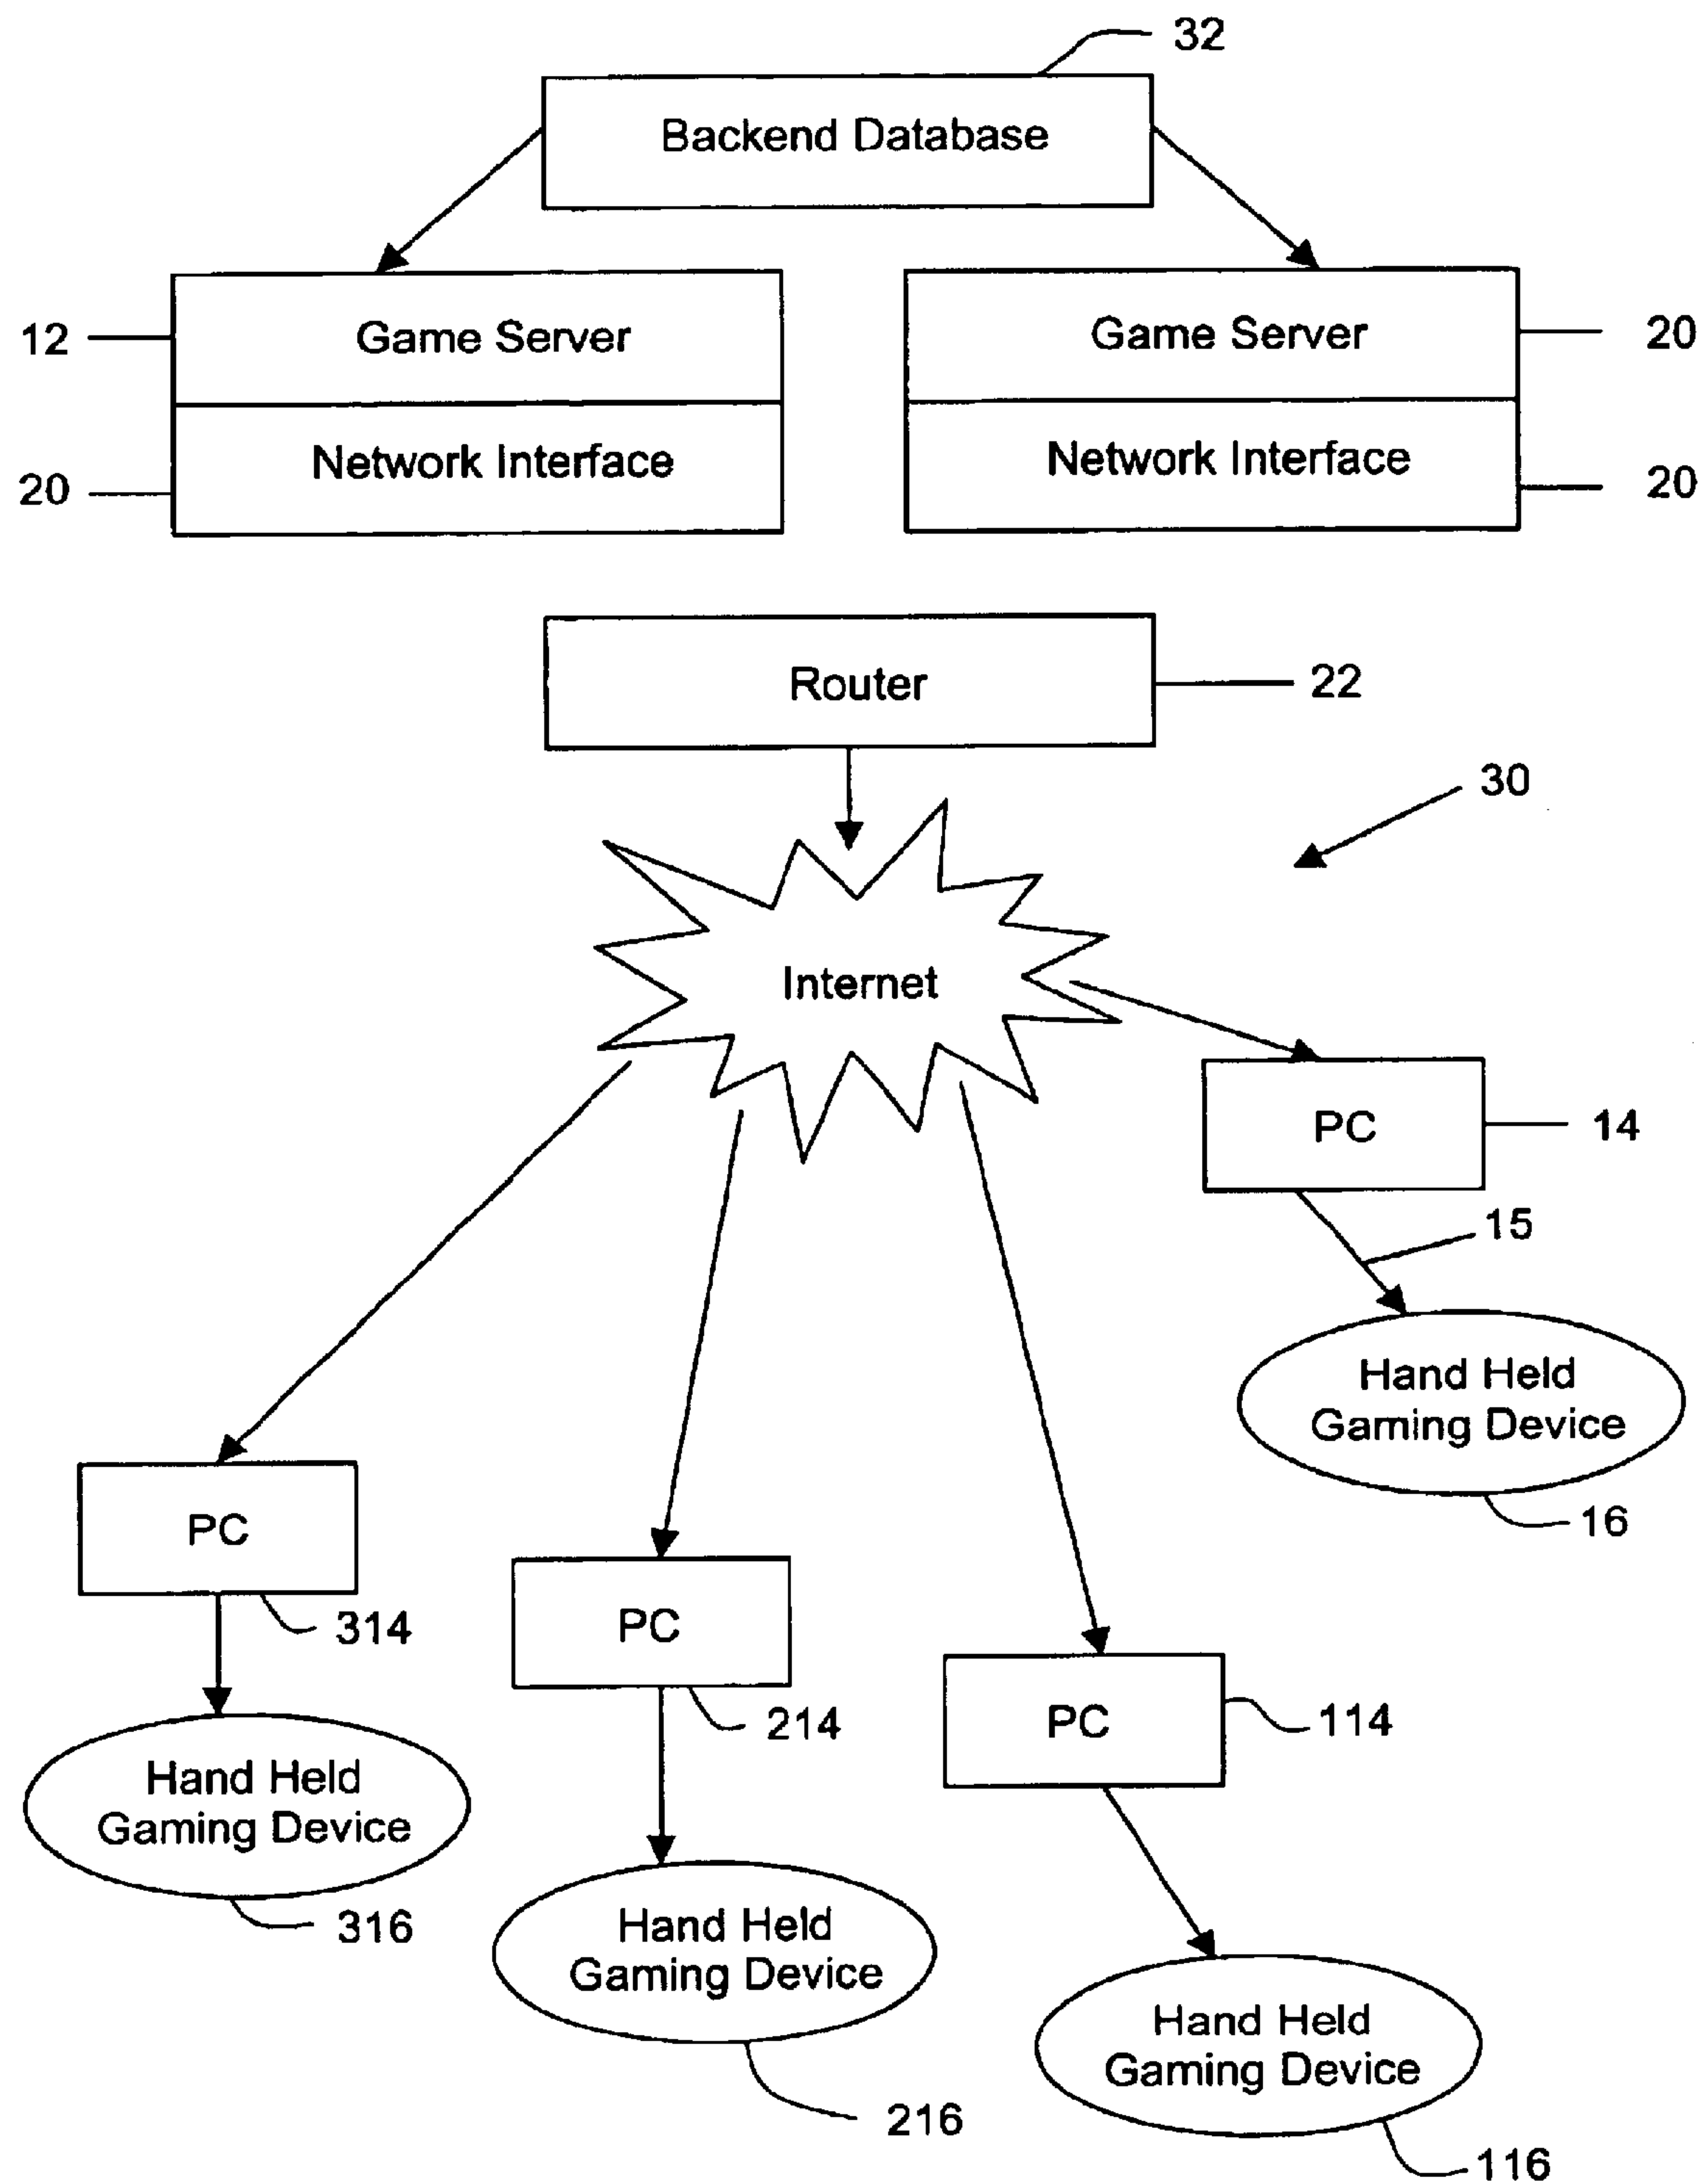 32
Backend Database
12
Game Server
Game Server
20
20
Network Interface
Network Interface
20
Router
22
30
Internet
PC
14
15
Hand Held
Gaming Device
16
PC
314
PC
214
PC
114
Hand Held
Gaming Device
316
Hand Held
Gaming Device
216
Hand Held
Gaming Device
116